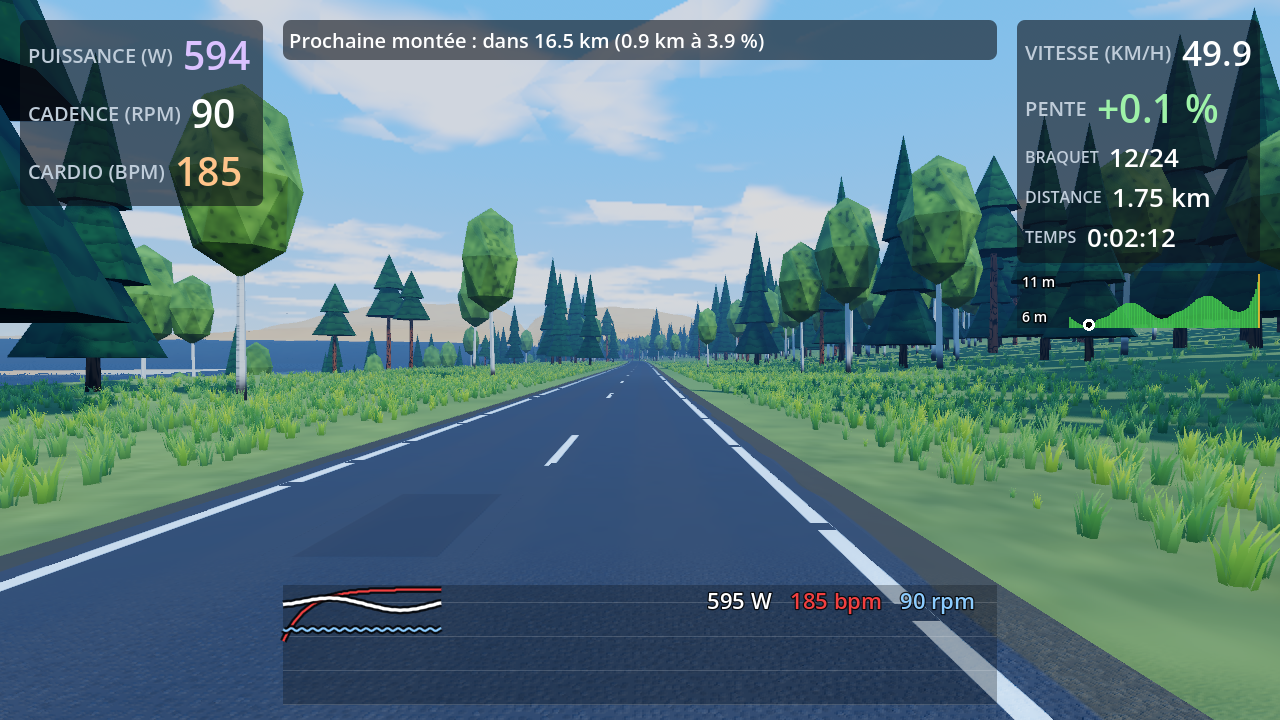 PUISSANCE (W) 594
CADENCE (RPM) 90
CARDIO (BPM) 185
Prochaine montée : dans 16.5 km (0.9 km à 3.9 %)
VITESSE (KM/H) 49.9
PENTE +0.1 %
BRAQUET 12/24
DISTANCE 1.75 km
TEMPS 0:02:12
11 m
6 m
595 W 185 bpm 90 rpm